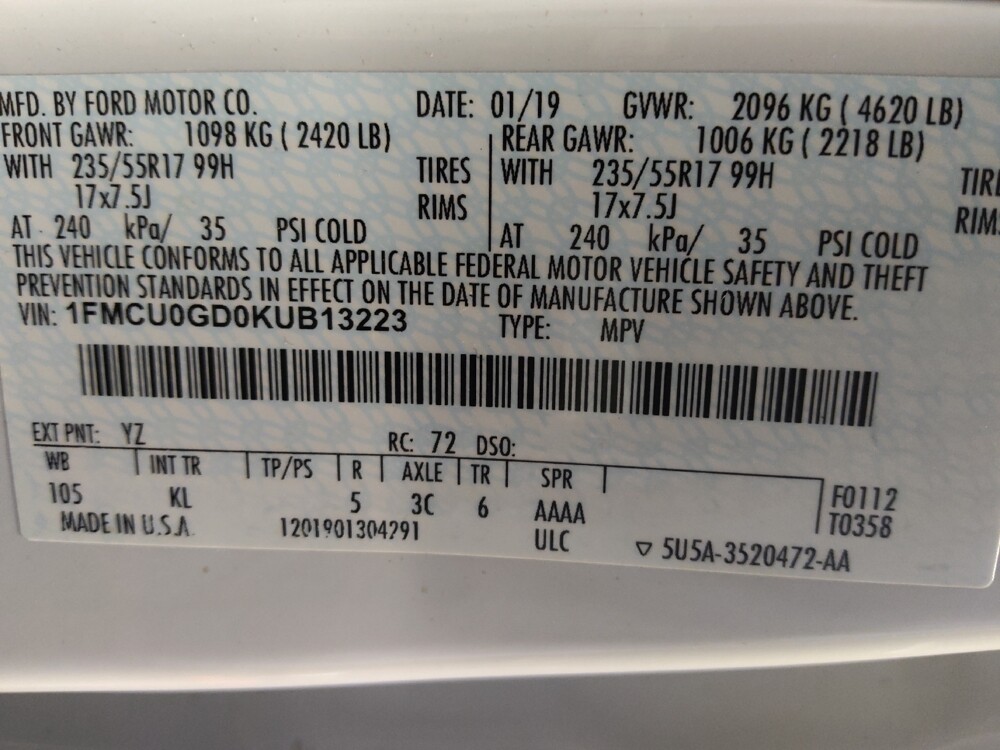 MFD. BY FORD MOTOR CO. DATE: 01/19 GVWR: 2096 KG ( 4620 LB)
FRONT GAWR: 1098 KG ( 2420 LB) REAR GAWR: 1006 KG ( 2218 LB)
WITH 235/55R17 99H TIRES WITH 235/55R17 99H TIR
17x7.5J RIMS 17x7.5J RIM
AT 240 kPa/ 35 PSI COLD AT 240 kPa/ 35 PSI COLD
THIS VEHICLE CONFORMS TO ALL APPLICABLE FEDERAL MOTOR VEHICLE SAFETY AND THEFT
PREVENTION STANDARDS IN EFFECT ON THE DATE OF MANUFACTURE SHOWN ABOVE.
VIN: 1FMCU0GD0KUB13223 TYPE: MPV
EXT PNT: YZ RC: 72 DSO:
WB INT TR TP/PS R AXLE TR SPR
105 KL 5 3C 6 AAAA F0112
MADE IN U.S.A. 1201901304291 ULC T0358
5U5A-3520472-AA